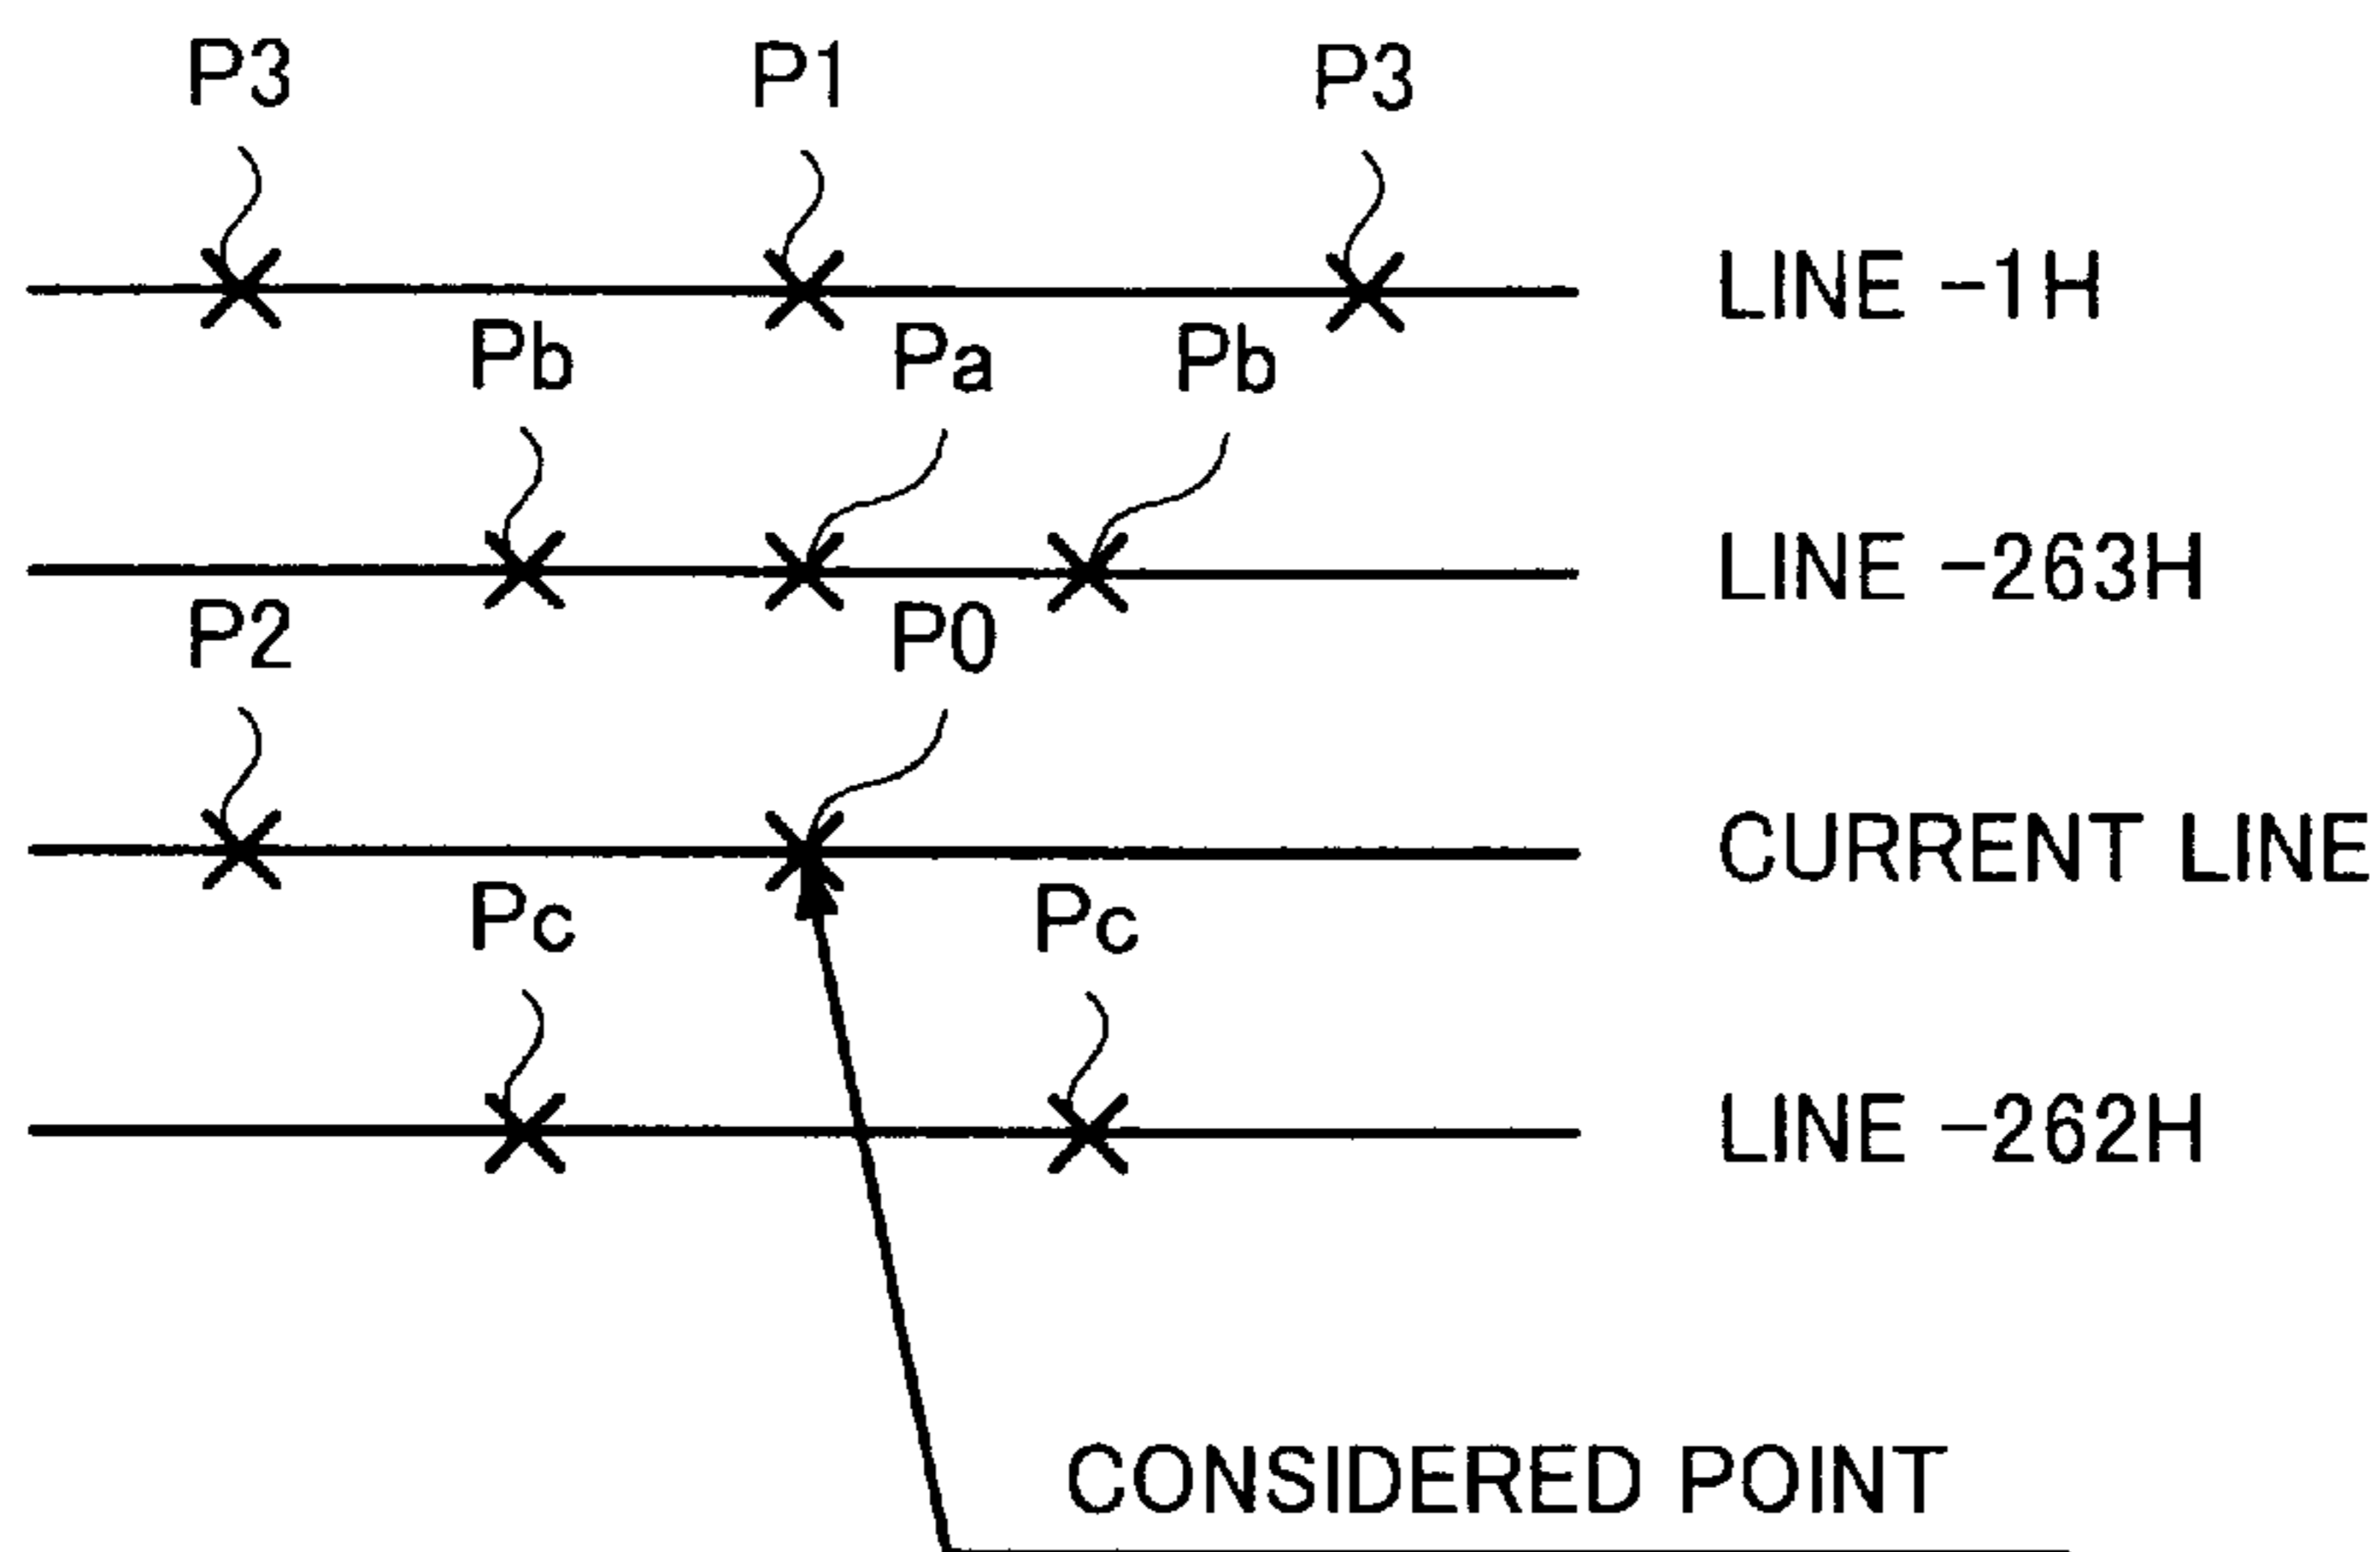 P3 P1 P3
LINE -1H
Pb Pa Pb
LINE -263H
P2 P0
CURRENT LINE
Pc Pc
LINE -262H
CONSIDERED POINT